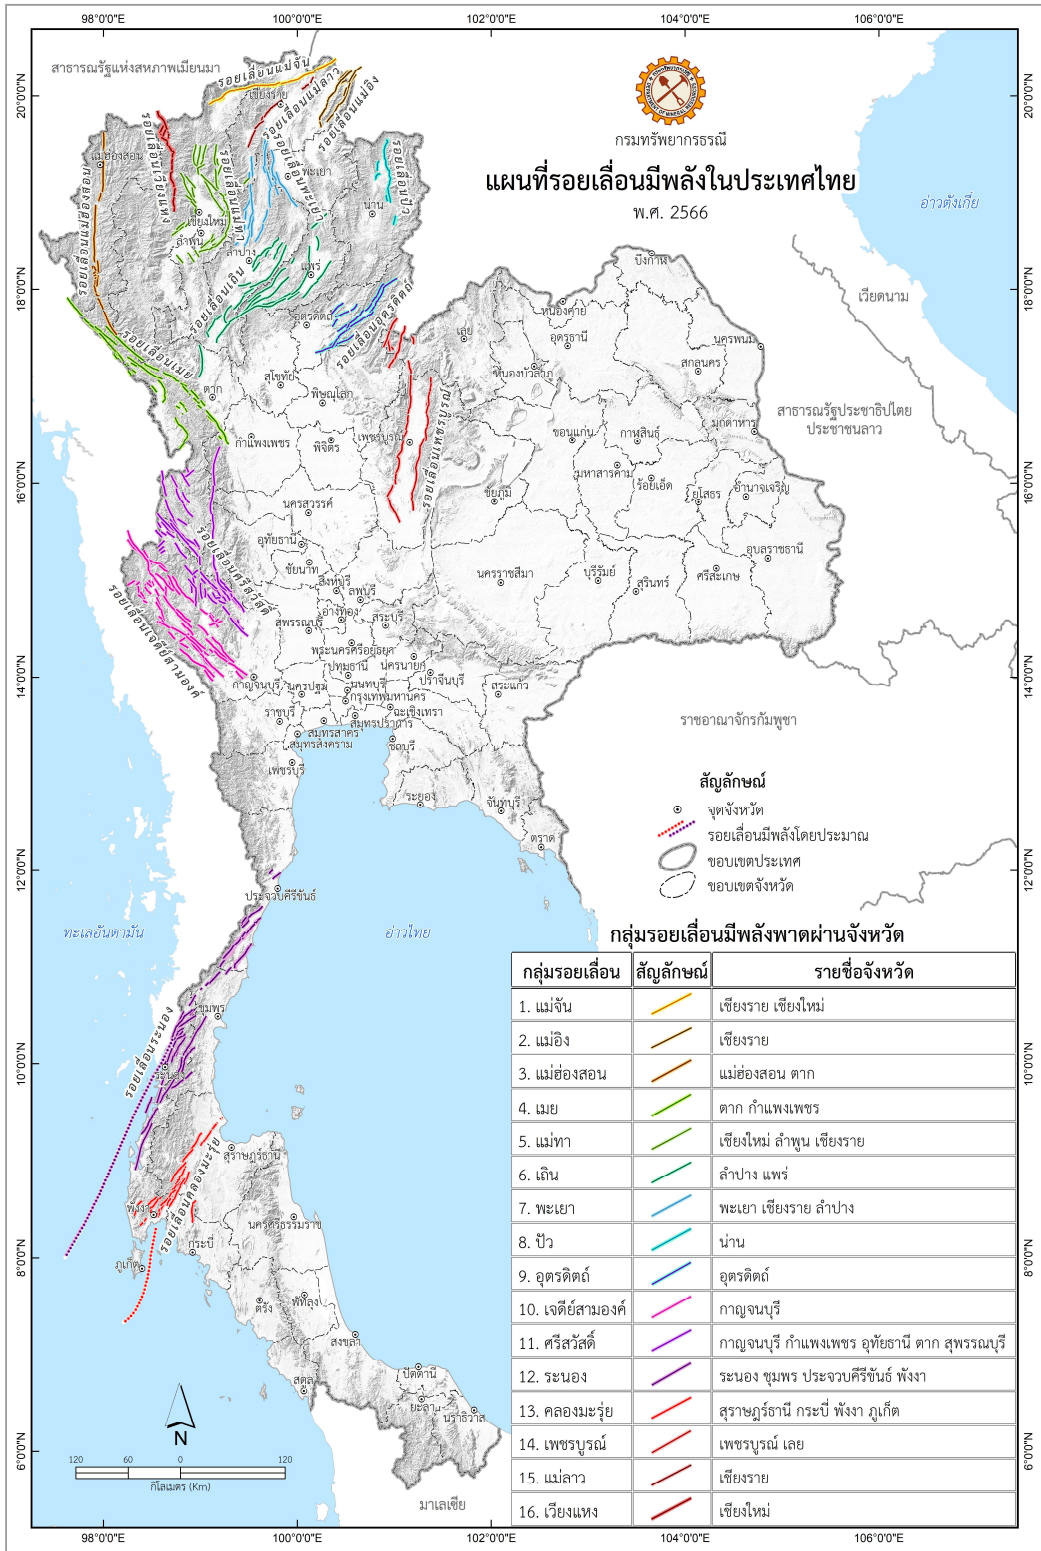 98°0'0"E 100°0'0"E 102°0'0"E 104°0'0"E 106°0'0"E
สาธารณรัฐแห่งสหภาพเมียนมา
กรมทรัพยากรธรณี
แผนที่รอยเลื่อนมีพลังในประเทศไทย
พ.ศ. 2566
อ่าวตังเกี๋ย
เวียดนาม
สาธารณรัฐประชาธิปไตย
ประชาชนลาว
ราชอาณาจักรกัมพูชา
ทะเลอันดามัน
อ่าวไทย
มาเลเซีย
20°0'0"N
18°0'0"N
16°0'0"N
14°0'0"N
12°0'0"N
10°0'0"N
8°0'0"N
6°0'0"N
20°0'0"N
18°0'0"N
16°0'0"N
14°0'0"N
12°0'0"N
10°0'0"N
8°0'0"N
6°0'0"N
รอยเลื่อนแม่จัน
รอยเลื่อนแม่ลาว
รอยเลื่อนแม่อิง
รอยเลื่อนเวียงแหง
รอยเลื่อนแม่ฮ่องสอน
รอยเลื่อนแม่ทา
รอยเลื่อนพะเยา
รอยเลื่อนปัว
รอยเลื่อนเถิน
รอยเลื่อนอุตรดิตถ์
รอยเลื่อนเมย
รอยเลื่อนเพชรบูรณ์
รอยเลื่อนศรีสวัสดิ์
รอยเลื่อนเจดีย์สามองค์
รอยเลื่อนระนอง
รอยเลื่อนคลองมะรุ่ย
เชียงราย
แม่ฮ่องสอน
พะเยา
น่าน
เชียงใหม่
ลำพูน
ลำปาง
แพร่
อุตรดิตถ์
บึงกาฬ
หนองคาย
เลย
อุดรธานี
นครพนม
สกลนคร
หนองบัวลำภู
สุโขทัย
ตาก
พิษณุโลก
กำแพงเพชร
พิจิตร
เพชรบูรณ์
ขอนแก่น
กาฬสินธุ์
มุกดาหาร
มหาสารคาม
ร้อยเอ็ด
ชัยภูมิ
ยโสธร
อำนาจเจริญ
นครสวรรค์
อุทัยธานี
ชัยนาท
อุบลราชธานี
นครราชสีมา
บุรีรัมย์
สุรินทร์
ศรีสะเกษ
สิงห์บุรี
ลพบุรี
อ่างทอง
สระบุรี
สุพรรณบุรี
พระนครศรีอยุธยา
ปทุมธานี
นครนายก
ปราจีนบุรี
สระแก้ว
กาญจนบุรี
นครปฐม
นนทบุรี
กรุงเทพมหานคร
ฉะเชิงเทรา
ราชบุรี
สมุทรปราการ
สมุทรสาคร
สมุทรสงคราม
ชลบุรี
เพชรบุรี
ระยอง
จันทบุรี
ตราด
ประจวบคีรีขันธ์
ชุมพร
ระนอง
สุราษฎร์ธานี
พังงา
นครศรีธรรมราช
กระบี่
ภูเก็ต
ตรัง
พัทลุง
สงขลา
สตูล
ปัตตานี
ยะลา
นราธิวาส
สัญลักษณ์
จุดจังหวัด
รอยเลื่อนมีพลังโดยประมาณ
ขอบเขตประเทศ
ขอบเขตจังหวัด
กลุ่มรอยเลื่อนมีพลังพาดผ่านจังหวัด
กลุ่มรอยเลื่อน สัญลักษณ์ รายชื่อจังหวัด
1. แม่จัน เชียงราย เชียงใหม่
2. แม่อิง เชียงราย
3. แม่ฮ่องสอน แม่ฮ่องสอน ตาก
4. เมย ตาก กำแพงเพชร
5. แม่ทา เชียงใหม่ ลำพูน เชียงราย
6. เถิน ลำปาง แพร่
7. พะเยา พะเยา เชียงราย ลำปาง
8. ปัว น่าน
9. อุตรดิตถ์ อุตรดิตถ์
10. เจดีย์สามองค์ กาญจนบุรี
11. ศรีสวัสดิ์ กาญจนบุรี กำแพงเพชร อุทัยธานี ตาก สุพรรณบุรี
12. ระนอง ระนอง ชุมพร ประจวบคีรีขันธ์ พังงา
13. คลองมะรุ่ย สุราษฎร์ธานี กระบี่ พังงา ภูเก็ต
14. เพชรบูรณ์ เพชรบูรณ์ เลย
15. แม่ลาว เชียงราย
16. เวียงแหง เชียงใหม่
N
120 60 0 120
กิโลเมตร (Km)
98°0'0"E 100°0'0"E 102°0'0"E 104°0'0"E 106°0'0"E